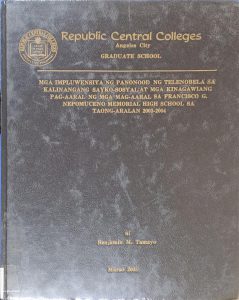 Republic Central Colleges
Angeles City
GRADUATE SCHOOL
MGA IMPLUWENSIYA NG PANONOOD NG TELENOBELA SA
KALINANGANG SAYKO-SOSYAL AT MGA KINAGAWIANG
PAG-AARAL NG MGA MAG-AARAL SA FRANCISCO G.
NEPOMUCENO MEMORIAL HIGH SCHOOL SA
TAONG-ARALAN 2003-2004
ni
Benjamin M. Tamayo